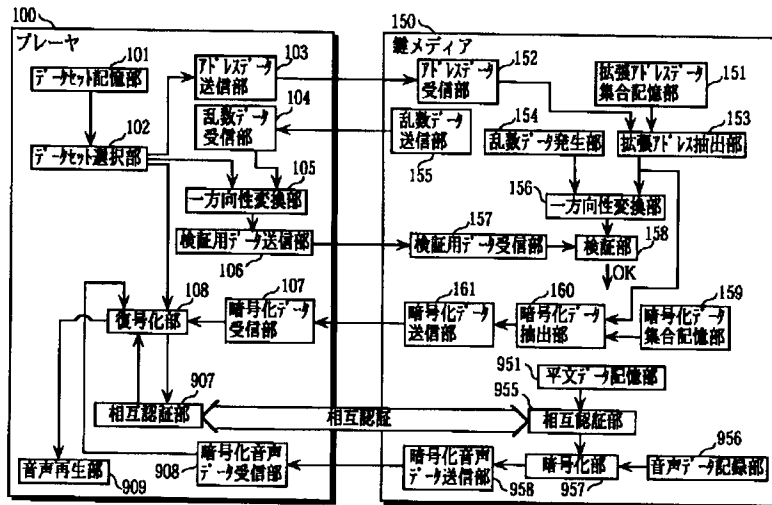 100
プレーヤ
101
データセット記憶部
102
データセット選択部
103
アドレスデータ
送信部
104
乱数データ
受信部
105
一方向性変換部
検証用データ送信部
106
107
暗号化データ
受信部
108
復号化部
907
相互認証部
相互認証
暗号化音声
データ受信部
908
音声再生部
909
150
鍵メディア
152
アドレスデータ
受信部
拡張アドレスデータ
集合記憶部
151
乱数データ
送信部
155
154
乱数データ発生部
153
拡張アドレス抽出部
156
一方向性変換部
157
検証用データ受信部
検証部
158
OK
161
暗号化データ
送信部
160
暗号化データ
抽出部
159
暗号化データ
集合記憶部
951
平文データ記憶部
955
相互認証部
暗号化音声
データ送信部
958
暗号化部
957
956
音声データ記録部